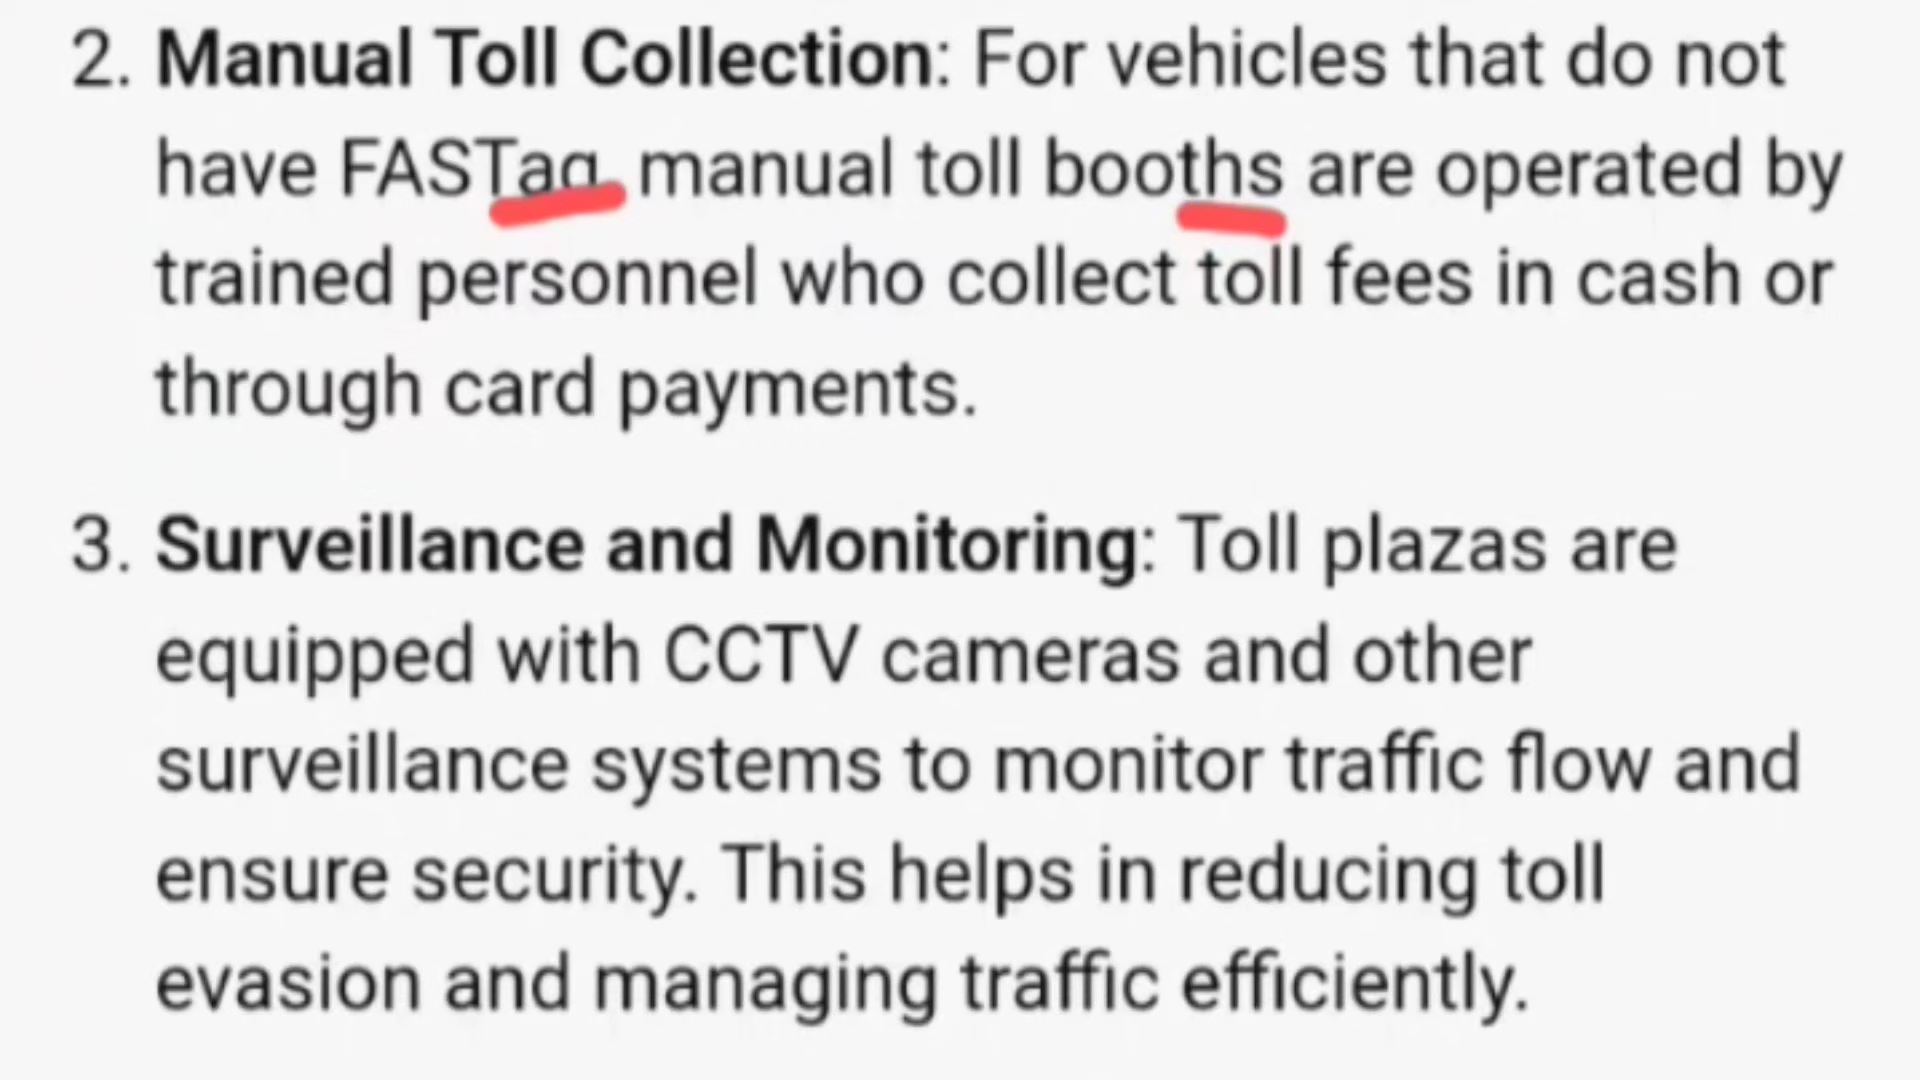 2. Manual Toll Collection: For vehicles that do not
have FASTag, manual toll booths are operated by
trained personnel who collect toll fees in cash or
through card payments.
3. Surveillance and Monitoring: Toll plazas are
equipped with CCTV cameras and other
surveillance systems to monitor traffic flow and
ensure security. This helps in reducing toll
evasion and managing traffic efficiently.